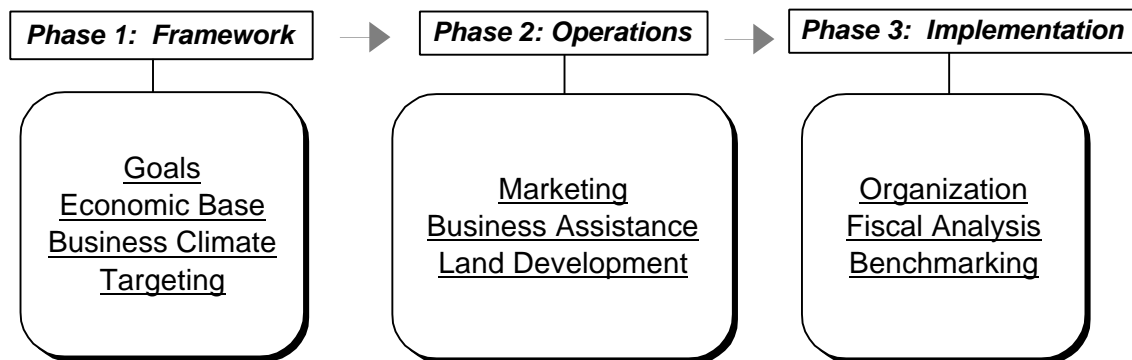 Phase 1: Framework
Phase 2: Operations
Phase 3: Implementation
Goals
Economic Base
Business Climate
Targeting
Marketing
Business Assistance
Land Development
Organization
Fiscal Analysis
Benchmarking